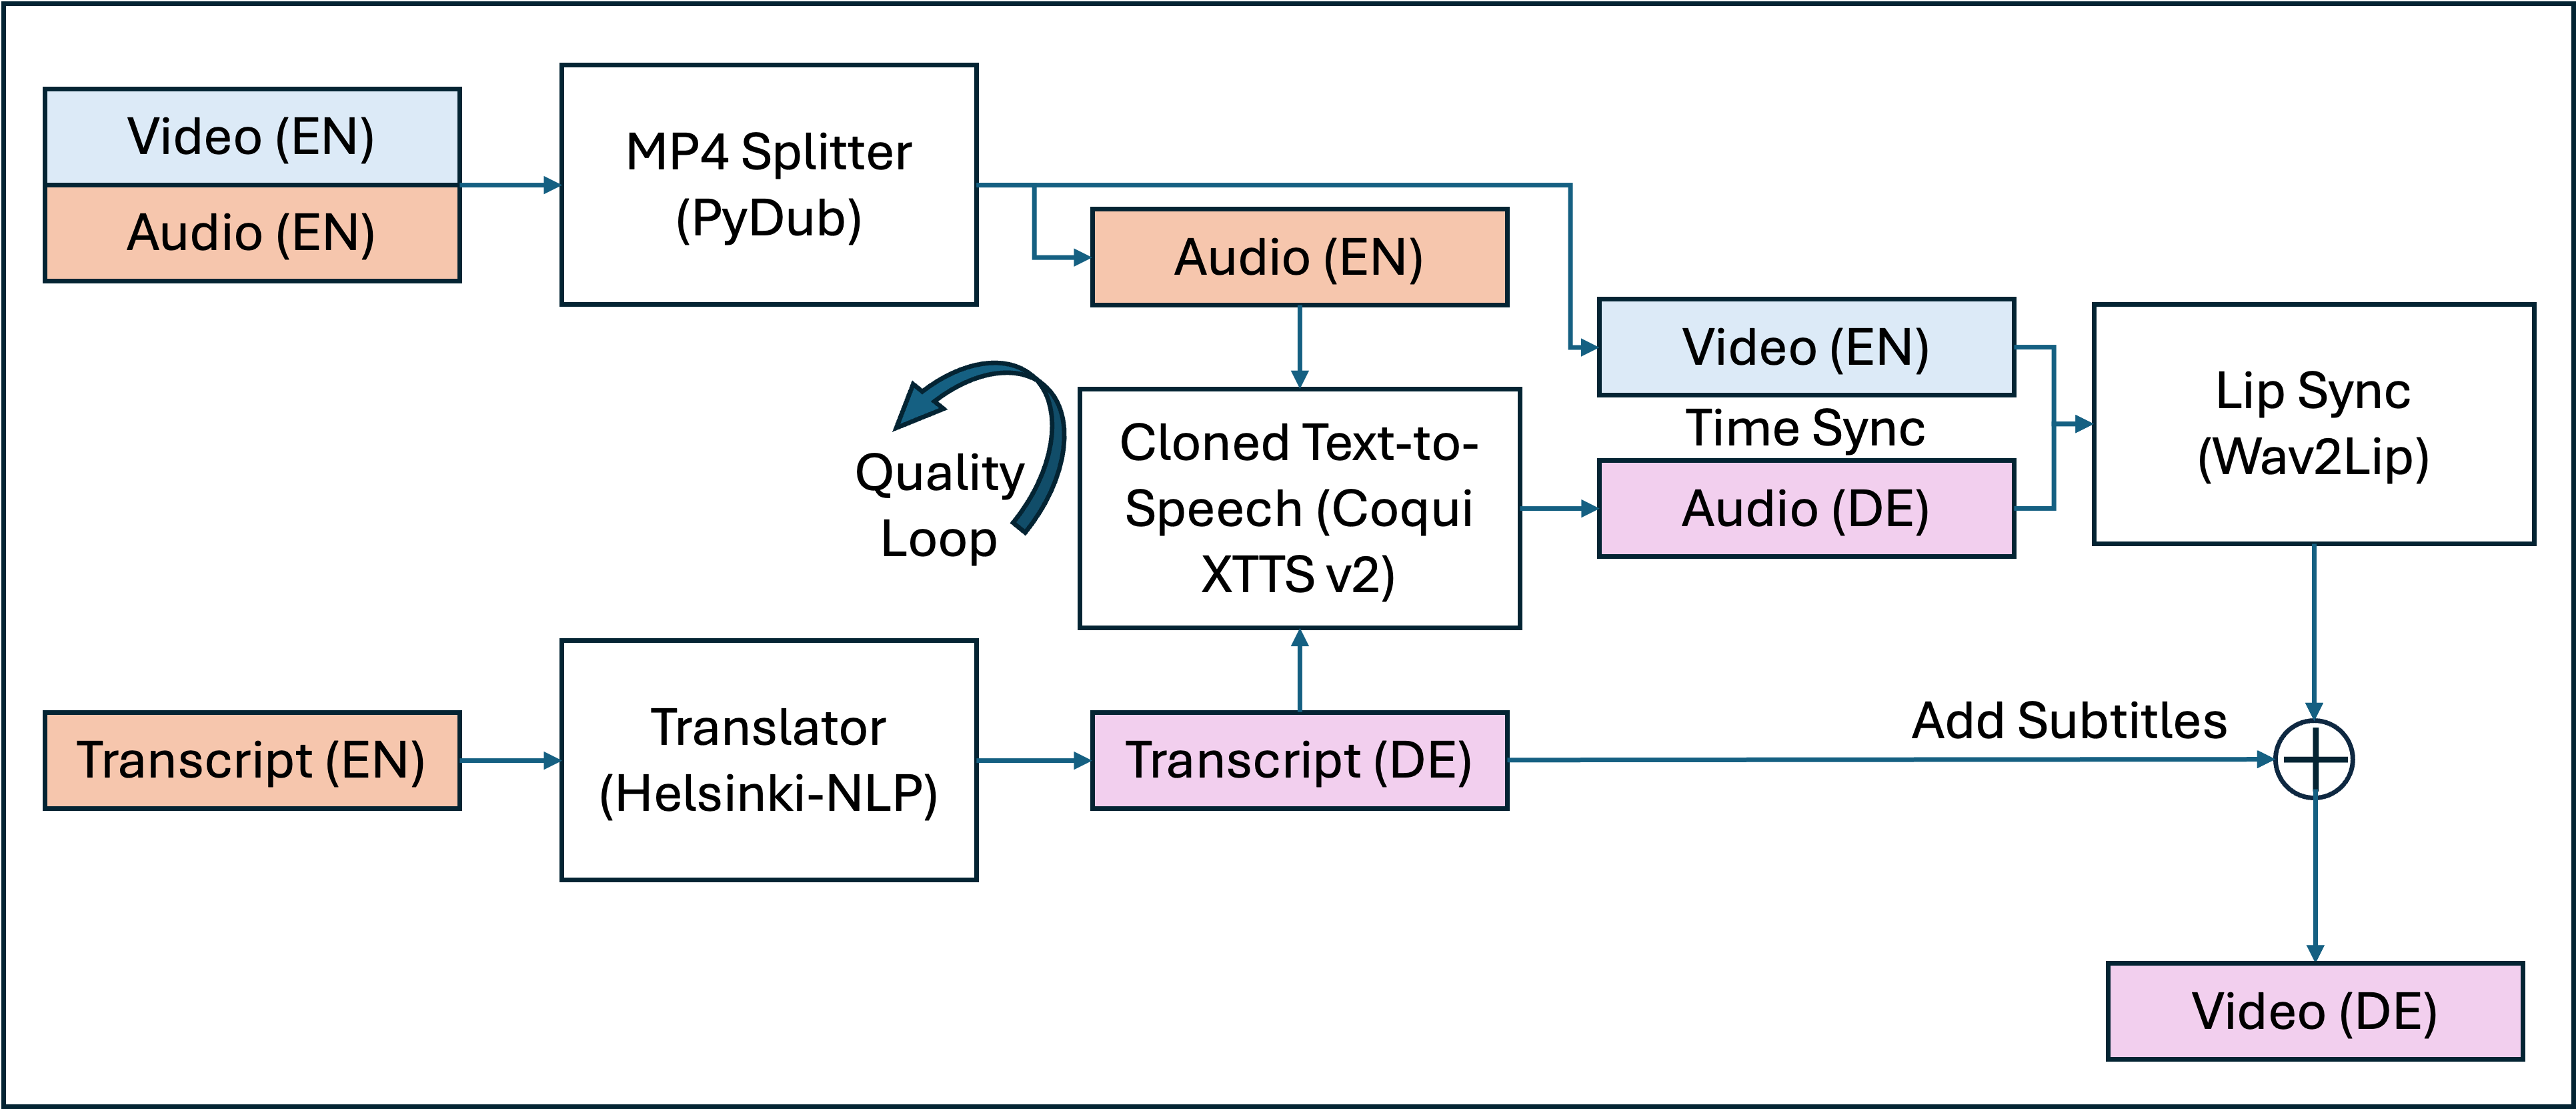 Video (EN)
Audio (EN)
MP4 Splitter
(PyDub)
Audio (EN)
Quality
Loop
Cloned Text-to-
Speech (Coqui
XTTS v2)
Video (EN)
Time Sync
Audio (DE)
Lip Sync
(Wav2Lip)
Transcript (EN)
Translator
(Helsinki-NLP)
Transcript (DE)
Add Subtitles
Video (DE)